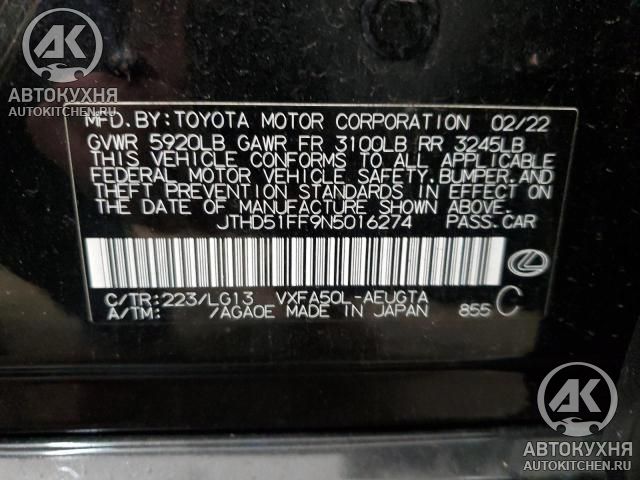 АК
АВТОКУХНЯ
AUTOKITCHEN.RU
MFD. BY: TOYOTA MOTOR CORPORATION 02/22
GVWR 5920LB GAWR FR 3100LB RR 3245LB
THIS VEHICLE CONFORMS TO ALL APPLICABLE
FEDERAL MOTOR VEHICLE SAFETY, BUMPER, AND
THEFT PREVENTION STANDARDS IN EFFECT ON
THE DATE OF MANUFACTURE SHOWN ABOVE.
JTHD51FF9N5016274 PASS.CAR
C/TR:223/LG13 VXFA50L-AEUGTA
A/TM: /AGA0E MADE IN JAPAN 855 C
АК
АВТОКУХНЯ
AUTOKITCHEN.RU